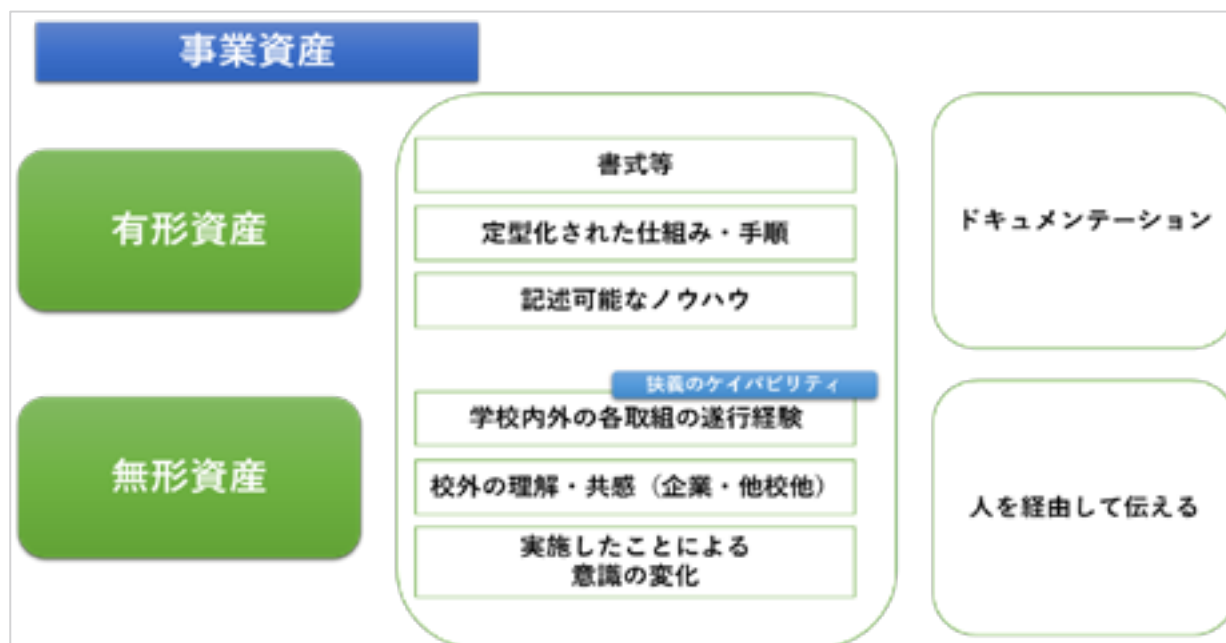 事業資産
有形資産
書式等
定型化された仕組み・手順
記述可能なノウハウ
ドキュメンテーション
無形資産
狭義のケイパビリティ
学校内外の各取組の遂行経験
校外の理解・共感（企業・他校他）
実施したことによる
意識の変化
人を経由して伝える